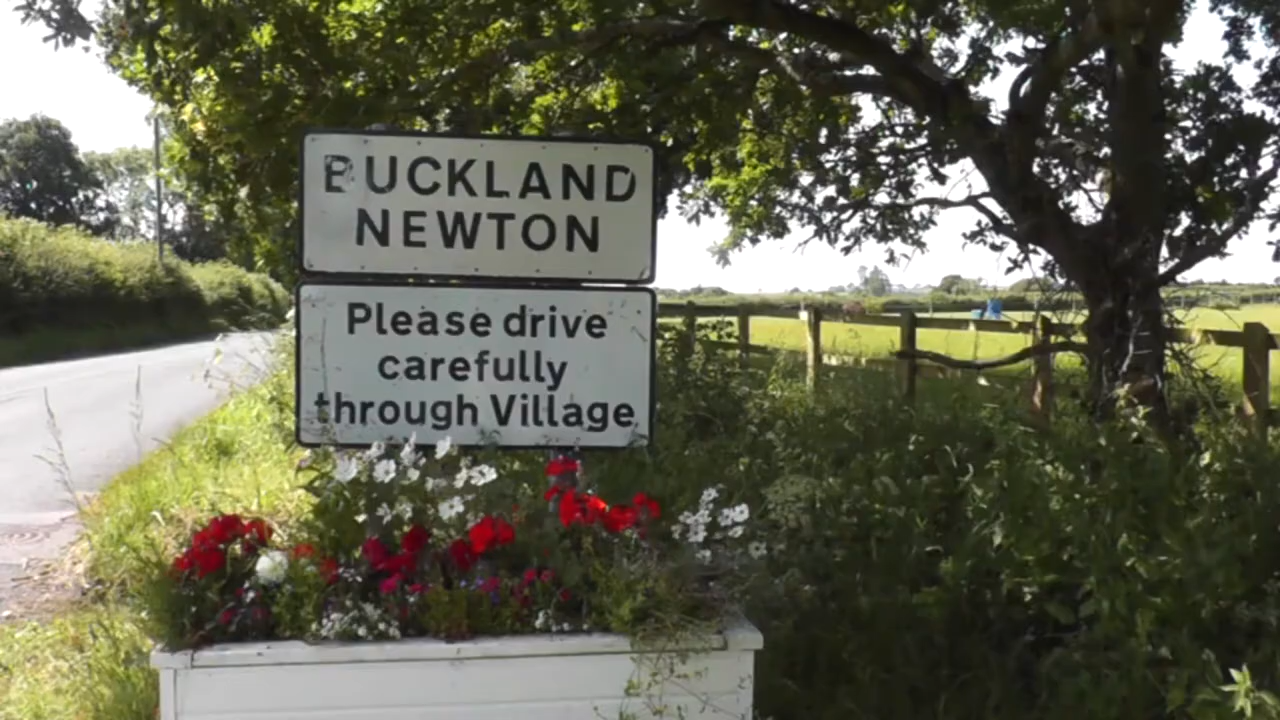 BUCKLAND
NEWTON
Please drive
carefully
through Village